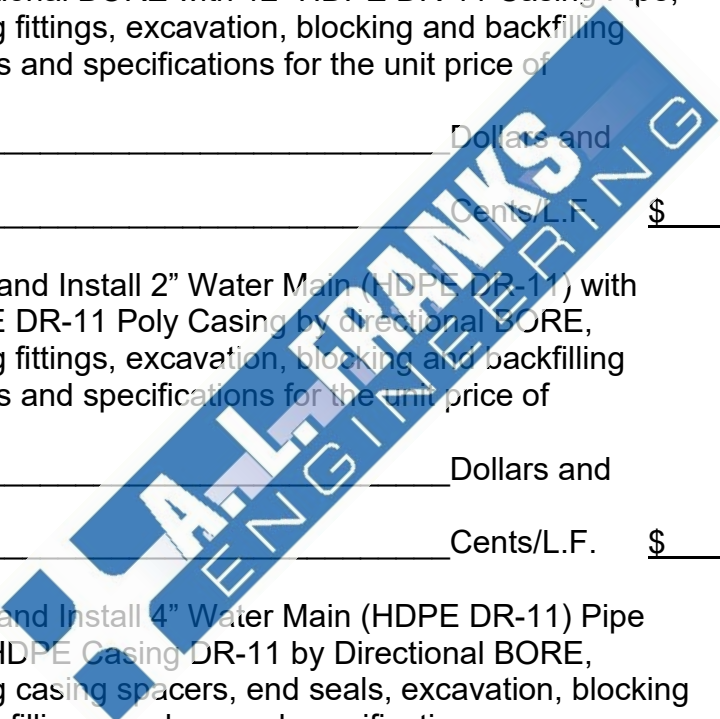 g fittings, excavation, blocking and backfilling
s and specifications for the unit price of
Dollars and
Cents/L.F. $
and Install 2” Water Main (HDPE DR-11) with
E DR-11 Poly Casing by directional BORE,
g fittings, excavation, blocking and backfilling
s and specifications for the unit price of
Dollars and
Cents/L.F. $
and Install 4” Water Main (HDPE DR-11) Pipe
HDPE Casing DR-11 by Directional BORE,
g casing spacers, end seals, excavation, blocking
A.L. FRANKS
ENGINEERING